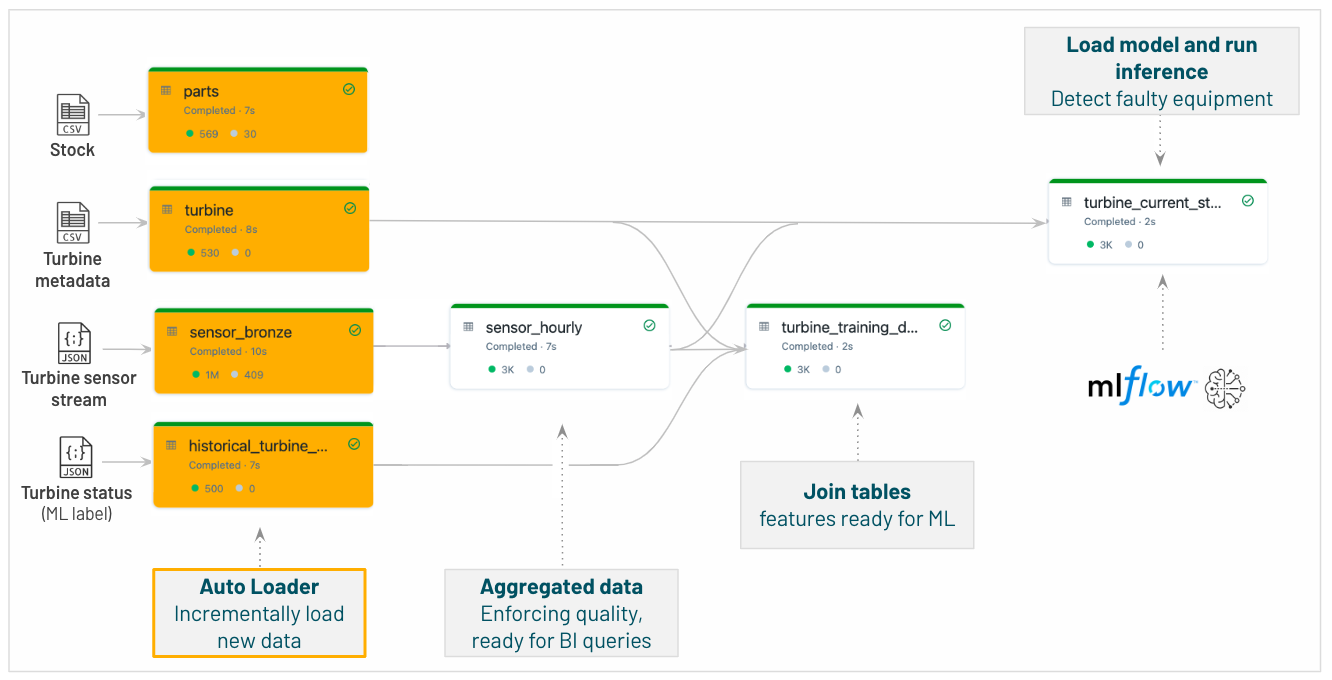 Load model and run
inference
Detect faulty equipment
CSV
Stock
parts
Completed · 7s
569 30
CSV
Turbine
metadata
turbine
Completed · 8s
530 0
turbine_current_st...
Completed · 2s
3K 0
{;}
JSON
Turbine sensor
stream
sensor_bronze
Completed · 10s
1M 409
sensor_hourly
Completed · 7s
3K 0
turbine_training_d...
Completed · 2s
3K 0
mlflow™
{;}
JSON
Turbine status
(ML label)
historical_turbine_...
Completed · 7s
500 0
Join tables
features ready for ML
Auto Loader
Incrementally load
new data
Aggregated data
Enforcing quality,
ready for BI queries